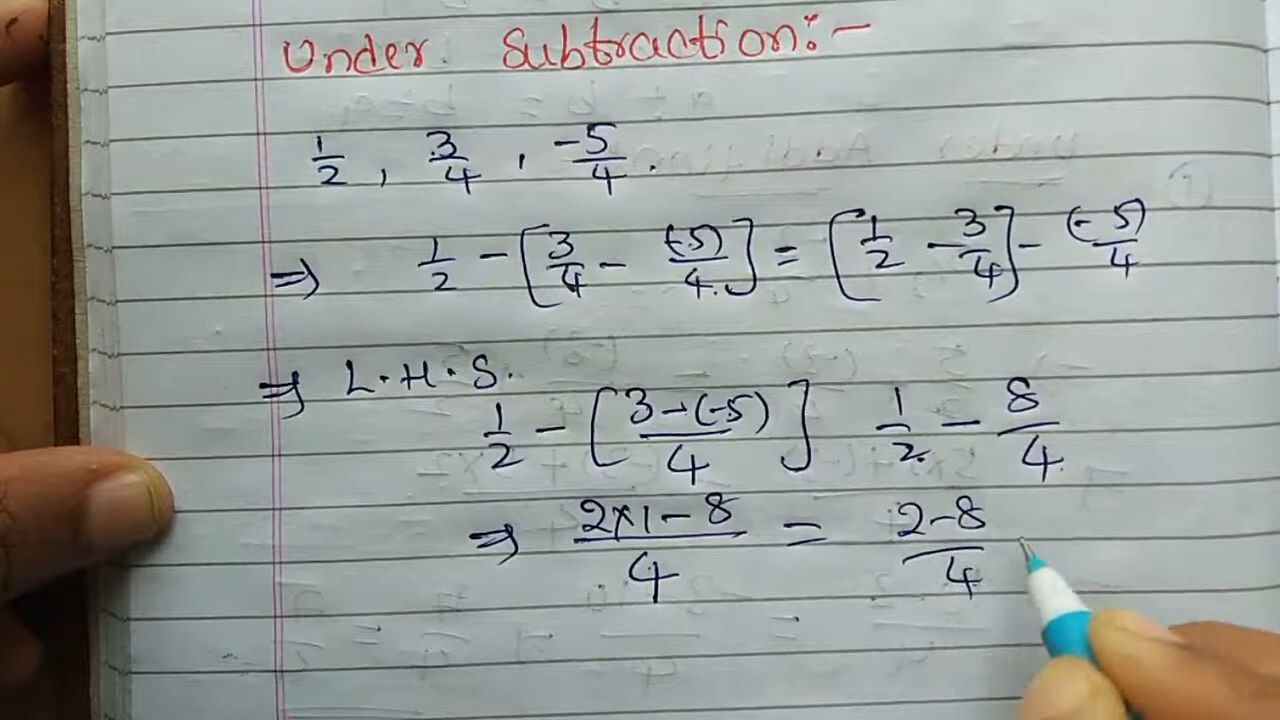 Under Subtraction:-
1/2, 3/4, -5/4.
⇒ 1/2 - [3/4 - (-5)/4.] = [1/2 - 3/4] - (-5)/4
⇒ L.H.S.
1/2 - [3-(-5)/4] 1/2 - 8/4
⇒ 2×1-8/4 = 2-8/4